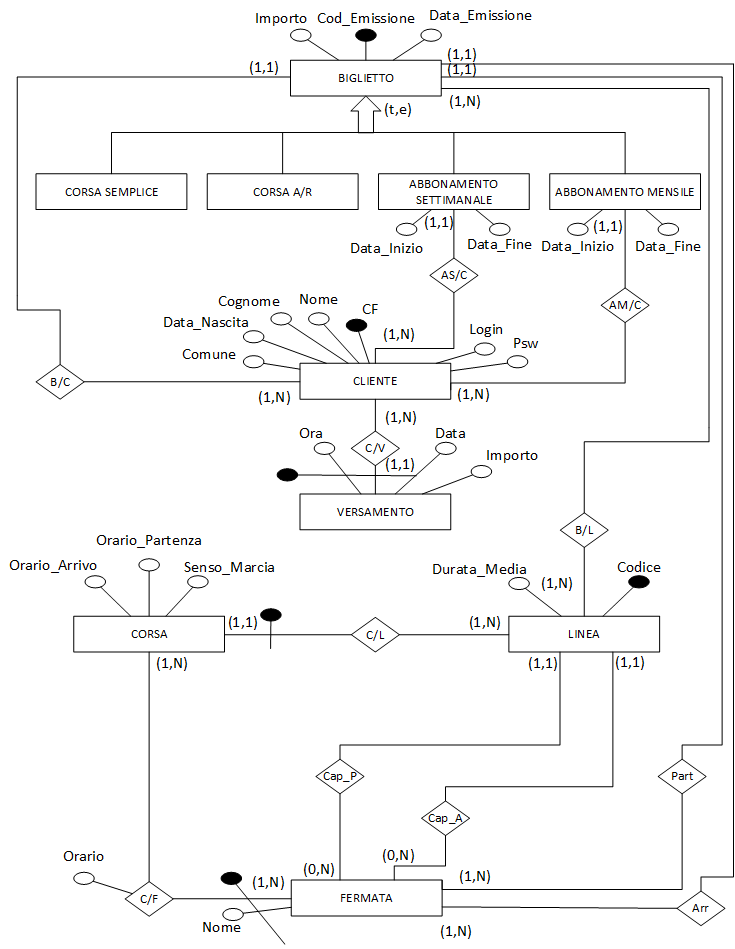 Importo
Cod_Emissione
Data_Emissione
(1,1)
BIGLIETTO
(1,1)
(1,1)
(1,N)
(t,e)
CORSA SEMPLICE
CORSA A/R
ABBONAMENTO
SETTIMANALE
ABBONAMENTO MENSILE
(1,1)
(1,1)
Data_Inizio
Data_Fine
Data_Inizio
Data_Fine
AS/C
AM/C
Cognome
Nome
CF
Data_Nascita
Login
(1,N)
Comune
Psw
B/C
CLIENTE
(1,N)
(1,N)
(1,N)
Ora
C/V
Data
(1,1)
Importo
VERSAMENTO
B/L
Orario_Partenza
Orario_Arrivo
Senso_Marcia
Durata_Media
(1,N)
Codice
CORSA
(1,1)
C/L
(1,N)
LINEA
(1,N)
(1,1)
(1,1)
Cap_P
Part
Cap_A
Orario
(0,N)
(0,N)
(1,N)
(1,N)
C/F
FERMATA
Nome
Arr
(1,N)